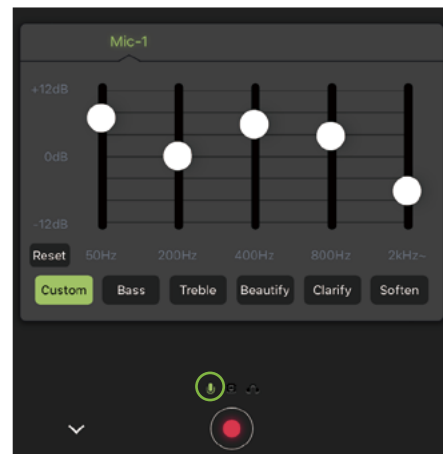 Mic-1
+12dB
0dB
-12dB
Reset 50Hz 200Hz 400Hz 800Hz 2kHz~
Custom Bass Treble Beautify Clarify Soften